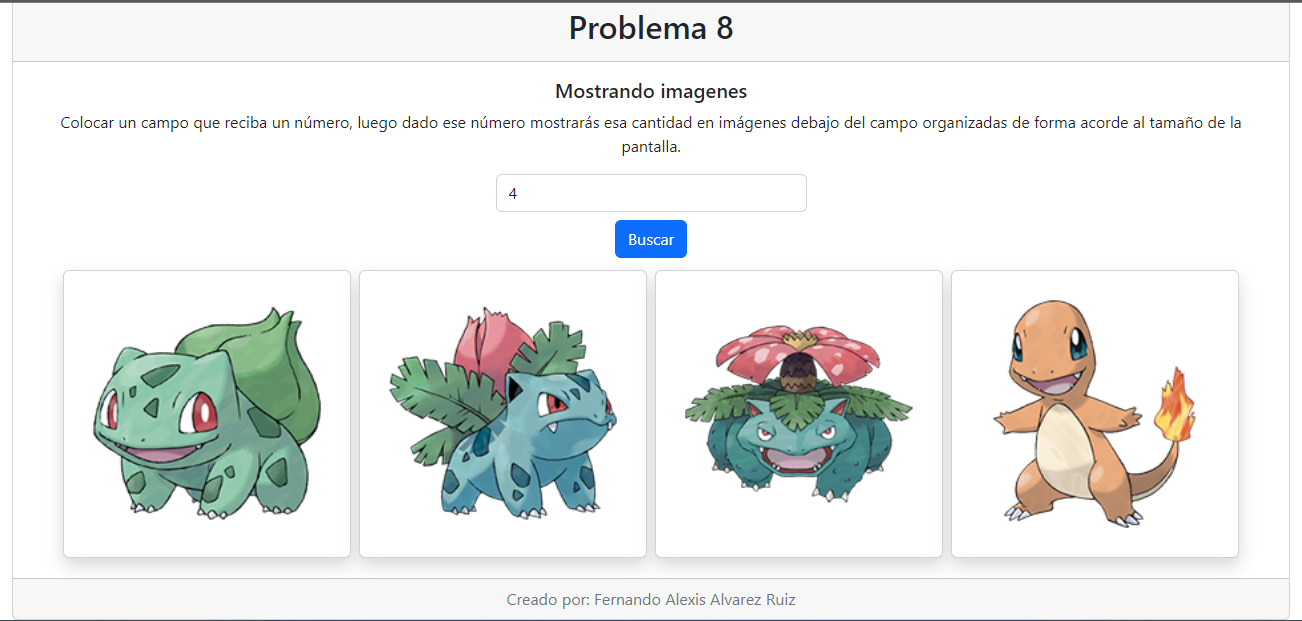 Problema 8
Mostrando imagenes
Colocar un campo que reciba un número, luego dado ese número mostrarás esa cantidad en imágenes debajo del campo organizadas de forma acorde al tamaño de la
pantalla.
4
Buscar
Creado por: Fernando Alexis Alvarez Ruiz